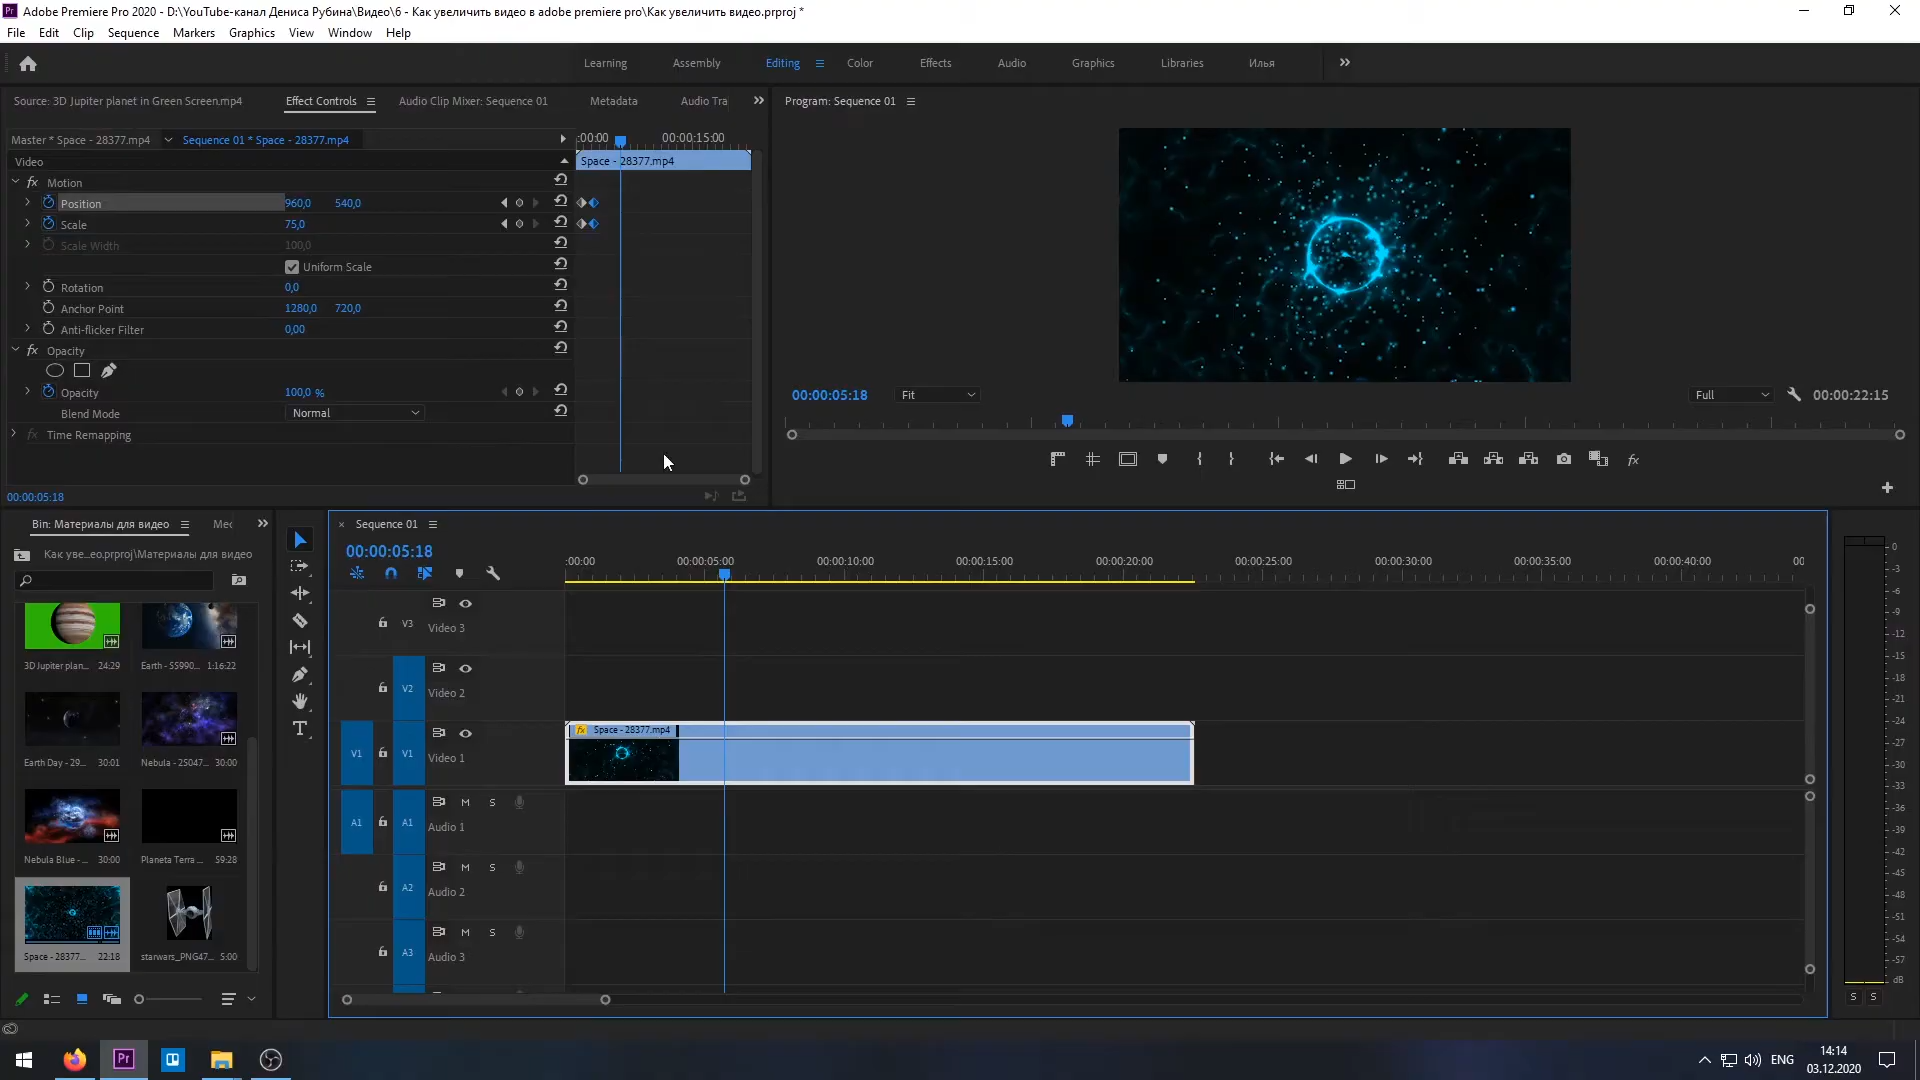 Adobe Premiere Pro 2020 - D:\YouTube-канал Дениса Рубина\Видео\6 - Как увеличить видео в adobe premiere pro\Как увеличить видео.prproj *
File Edit Clip Sequence Markers Graphics View Window Help
Learning Assembly Editing Color Effects Audio Graphics Libraries Илья
Source: 3D Jupiter planet in Green Screen.mp4 Effect Controls Audio Clip Mixer: Sequence 01 Metadata Audio Tra
Program: Sequence 01
Master * Space - 28377.mp4 Sequence 01 * Space - 28377.mp4 :00:00 00:00:15:00
Video Space - 28377.mp4
fx Motion
Position 960,0 540,0
Scale 75,0
Scale Width 100,0
Uniform Scale
Rotation 0,0
Anchor Point 1280,0 720,0
Anti-flicker Filter 0,00
fx Opacity
Opacity 100,0 %
Blend Mode Normal
fx Time Remapping
00:00:05:18
00:00:05:18 Fit Full 00:00:22:15
fx
Bin: Материалы для видео Мес
Как уве...ео.prproj\Материалы для видео
3D Jupiter plan... 24:29 Earth - 5S990... 1:16:22
Earth Day - 29... 30:01 Nebula - 25047... 30:00
Nebula Blue -... 30:00 Planeta Terra ... 59:28
Space - 28377... 22:18 starwars_PNG47... 5:00
Sequence 01
00:00:05:18
:00:00 00:00:05:00 00:00:10:00 00:00:15:00 00:00:20:00 00:00:25:00 00:00:30:00 00:00:35:00 00:00:40:00 00
V3 Video 3
V2 Video 2
V1 V1 Video 1
fx Space - 28377.mp4
A1 A1 M S Audio 1
A2 M S Audio 2
A3 M S Audio 3
0
-3
-6
-9
-12
-15
-18
-21
-24
-27
-30
-33
-36
-39
-42
-45
-48
-51
-54
-57
dB
S S
Pr
ENG
14:14
03.12.2020